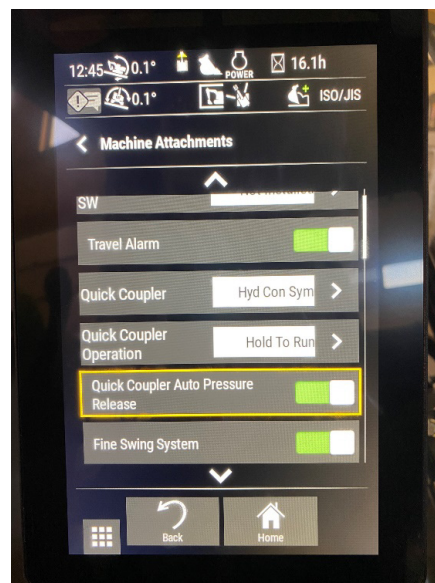 12:45 0.1° POWER 16.1h
0.1° ISO/JIS
Machine Attachments
SW
Travel Alarm
Quick Coupler Hyd Con Sym
Quick Coupler
Operation Hold To Run
Quick Coupler Auto Pressure
Release
Fine Swing System
Back Home